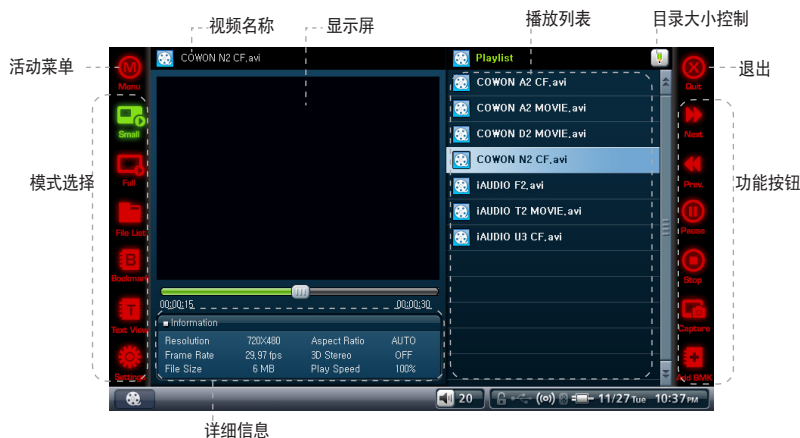 视频名称
显示屏
播放列表
目录大小控制
活动菜单
退出
模式选择
功能按钮
详细信息
COWON N2 CF.avi
Playlist
M
Menu
Small
Full
File List
B
Bookmark
T
Text View
Settings
COWON A2 CF.avi
COWON A2 MOVIE.avi
COWON D2 MOVIE.avi
COWON N2 CF.avi
iAUDIO F2.avi
iAUDIO T2 MOVIE.avi
iAUDIO U3 CF.avi
Quit
Next
Prev.
Pause
Stop
Capture
Add BMK
00:00:15
00:00:30
Information
Resolution 720X480 Aspect Ratio AUTO
Frame Rate 29.97 fps 3D Stereo OFF
File Size 6 MB Play Speed 100%
20
11/27 Tue 10:37 PM